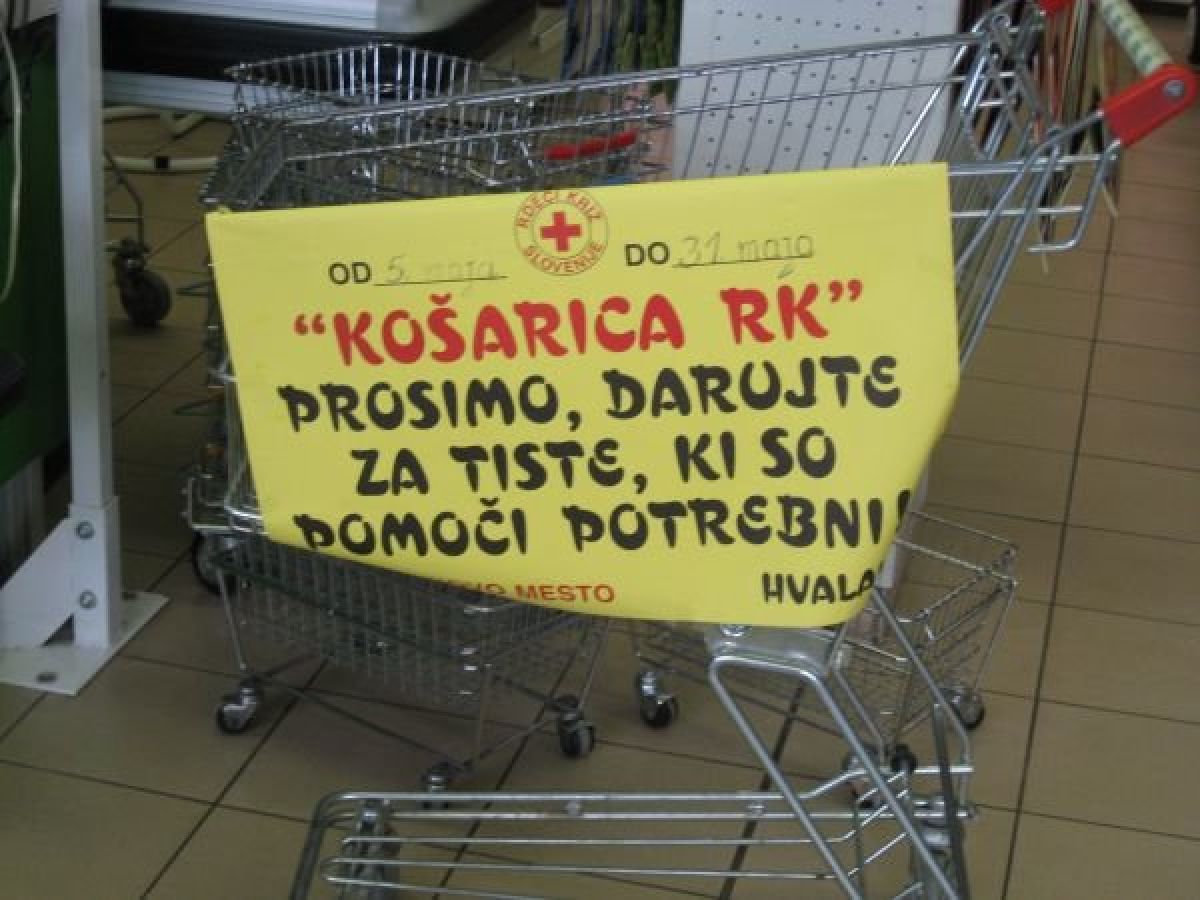 RDEČI KRIŽ
SLOVENIJE
OD 5. maja DO 31 maja
“KOŠARICA RK”
PROSIMO, DARUJTE
ZA TISTE, KI SO
POMOČI POTREBNI!
MESTO HVALA